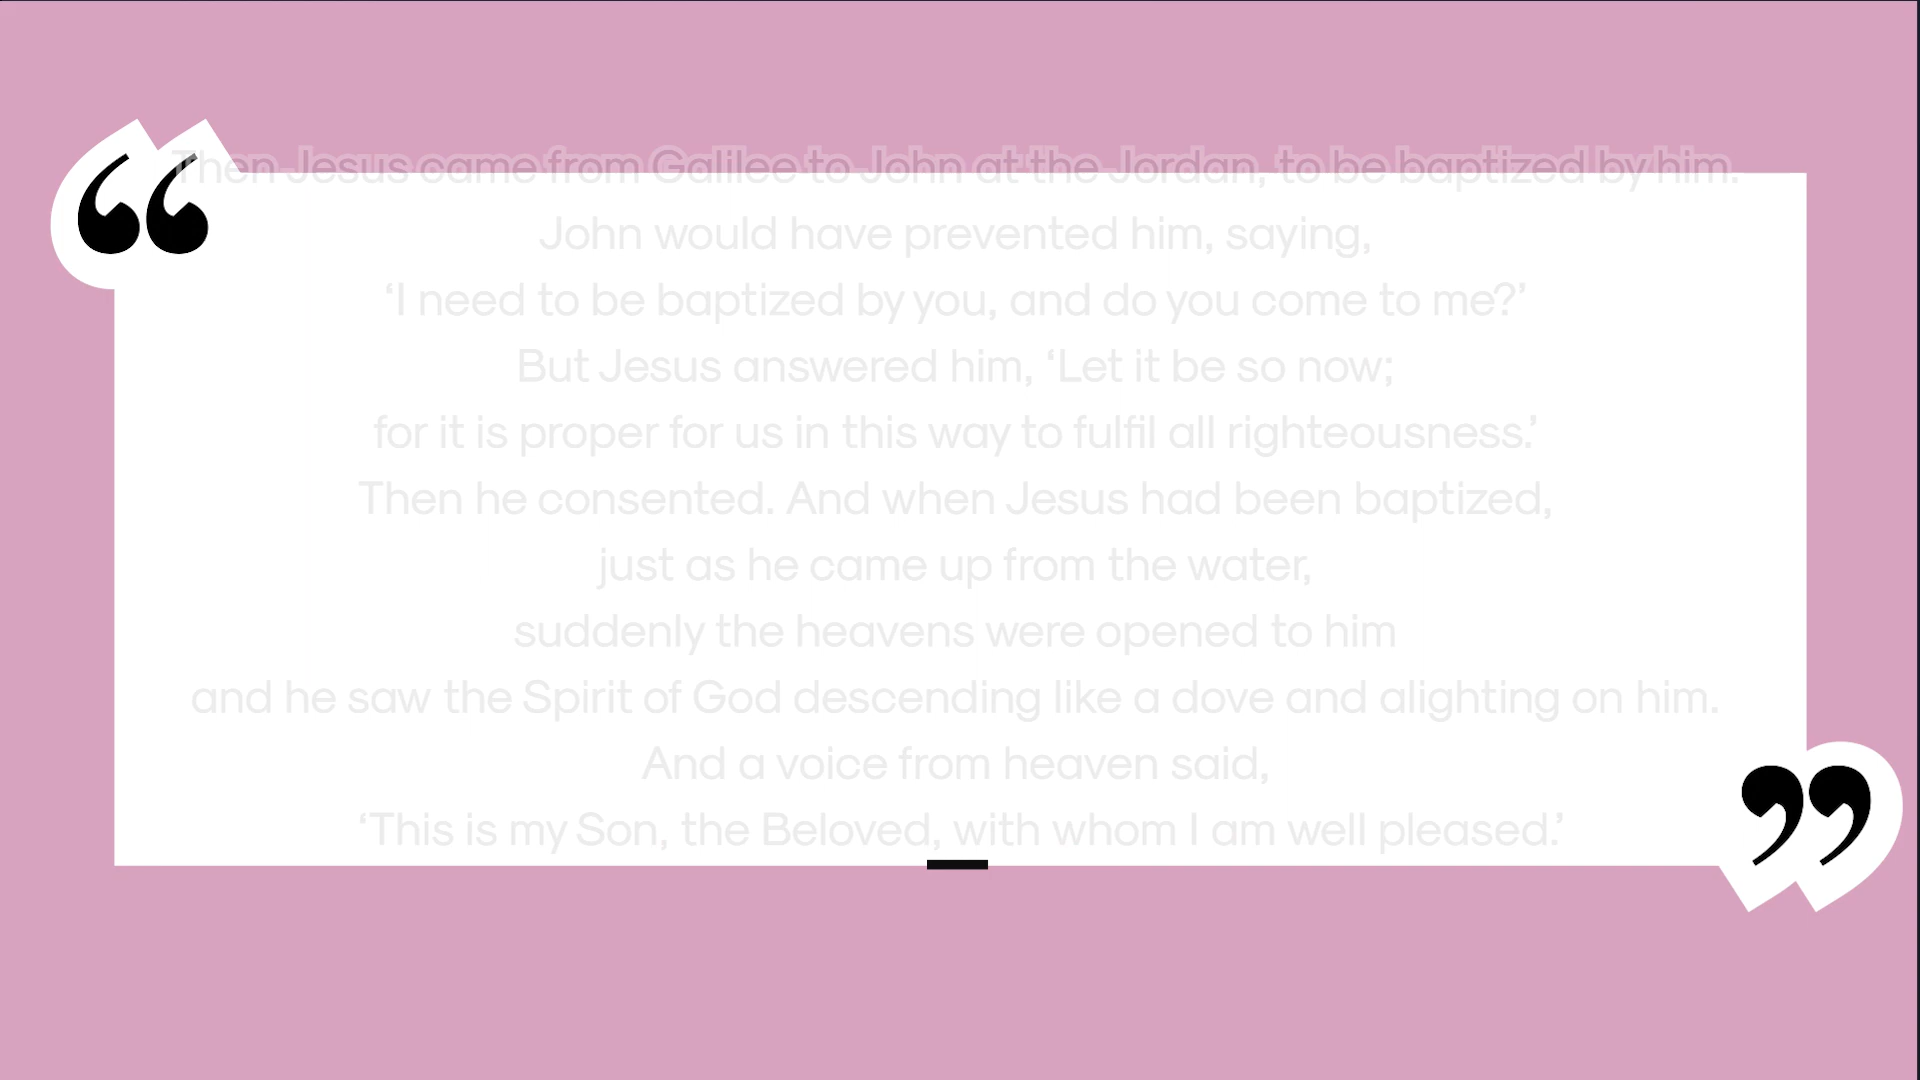 “
Then Jesus came from Galilee to John at the Jordan, to be baptized by him.
John would have prevented him, saying,
‘I need to be baptized by you, and do you come to me?’
But Jesus answered him, ‘Let it be so now;
for it is proper for us in this way to fulfil all righteousness.’
Then he consented. And when Jesus had been baptized,
just as he came up from the water,
suddenly the heavens were opened to him
and he saw the Spirit of God descending like a dove and alighting on him.
And a voice from heaven said,
‘This is my Son, the Beloved, with whom I am well pleased.’
”